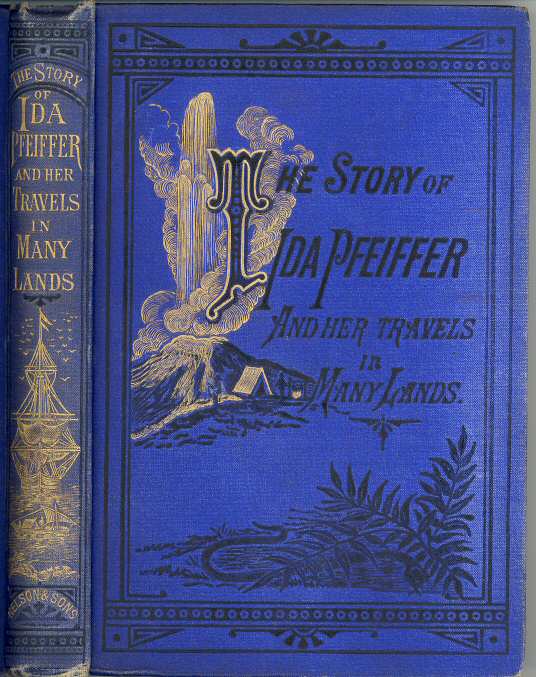 THE STORY
OF
IDA
PFEIFFER
AND HER
TRAVELS
IN
MANY
LANDS
NELSON & SONS
THE STORY OF
IDA PFEIFFER
AND HER TRAVELS
in
MANY LANDS.